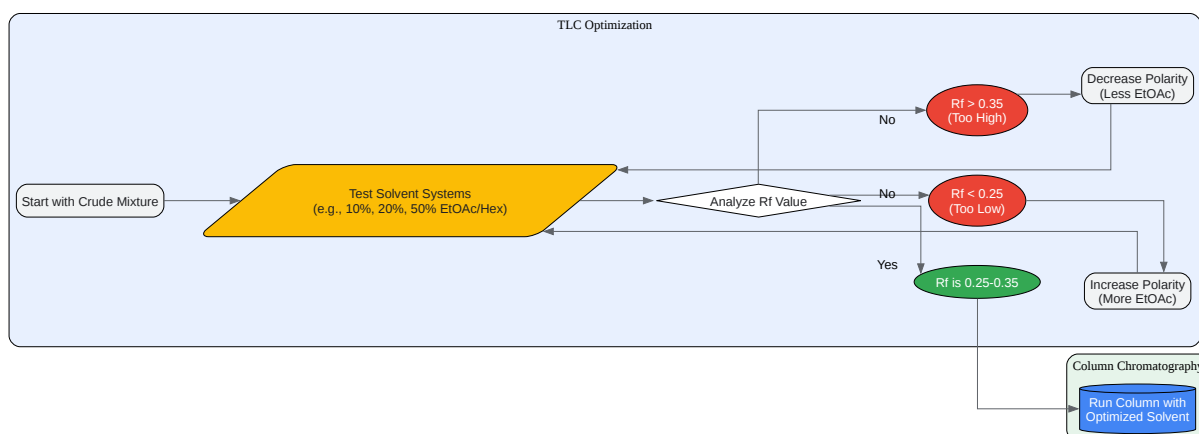 TLC Optimization
Start with Crude Mixture
Test Solvent Systems
(e.g., 10%, 20%, 50% EtOAc/Hex)
Analyze Rf Value
No
Rf > 0.35
(Too High)
Decrease Polarity
(Less EtOAc)
No
Rf < 0.25
(Too Low)
Yes
Rf is 0.25-0.35
Increase Polarity
(More EtOAc)
Column Chromatography
Run Column with
Optimized Solvent